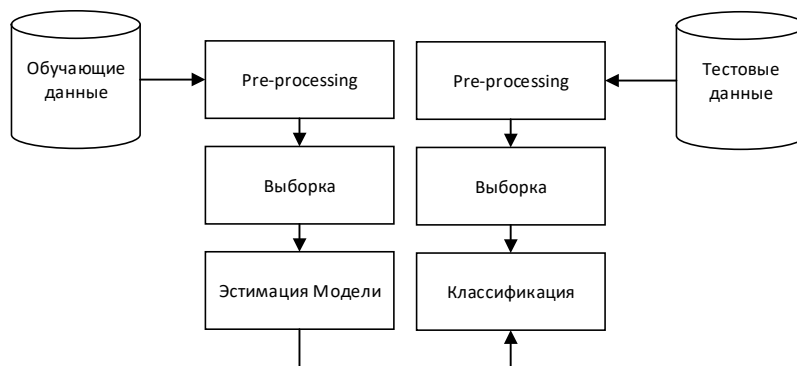 Обучающие
данные
Pre-processing
Pre-processing
Тестовые
данные
Выборка
Выборка
Эстимация Модели
Классификация